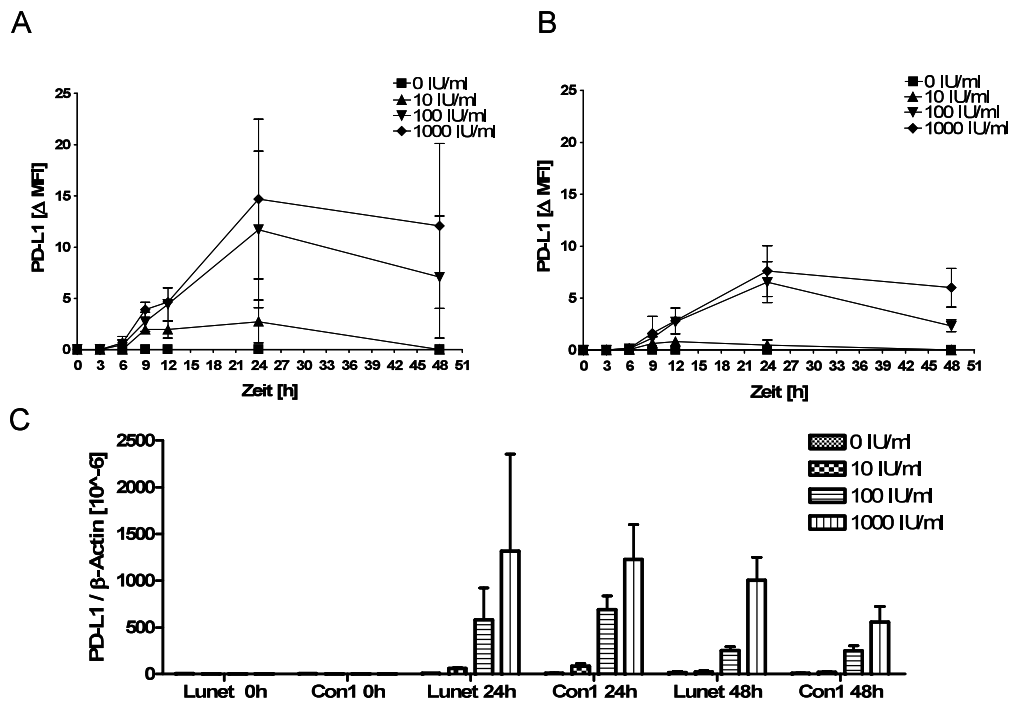 A
0 IU/ml
10 IU/ml
100 IU/ml
1000 IU/ml
25
20
15
10
5
0
PD-L1 [Δ MFI]
0 3 6 9 12 15 18 21 24 27 30 33 36 39 42 45 48 51
Zeit [h]
B
0 IU/ml
10 IU/ml
100 IU/ml
1000 IU/ml
25
20
15
10
5
0
PD-L1 [Δ MFI]
0 3 6 9 12 15 18 21 24 27 30 33 36 39 42 45 48 51
Zeit [h]
C
0 IU/ml
10 IU/ml
100 IU/ml
1000 IU/ml
2500
2000
1500
1000
500
0
PD-L1 / β-Actin [10^-6]
Lunet 0h Con1 0h Lunet 24h Con1 24h Lunet 48h Con1 48h